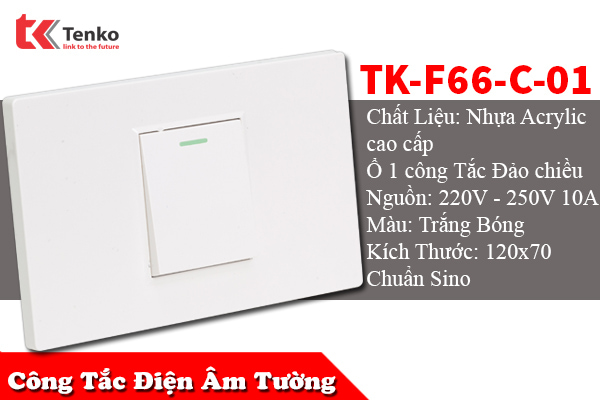 tk Tenko
link to the future
TK-F66-C-01
Chất Liệu: Nhựa Acrylic
cao cấp
Ổ 1 công Tắc Đảo chiều
Nguồn: 220V - 250V 10A
Màu: Trắng Bóng
Kích Thước: 120x70
Chuẩn Sino
Công Tắc Điện Âm Tường